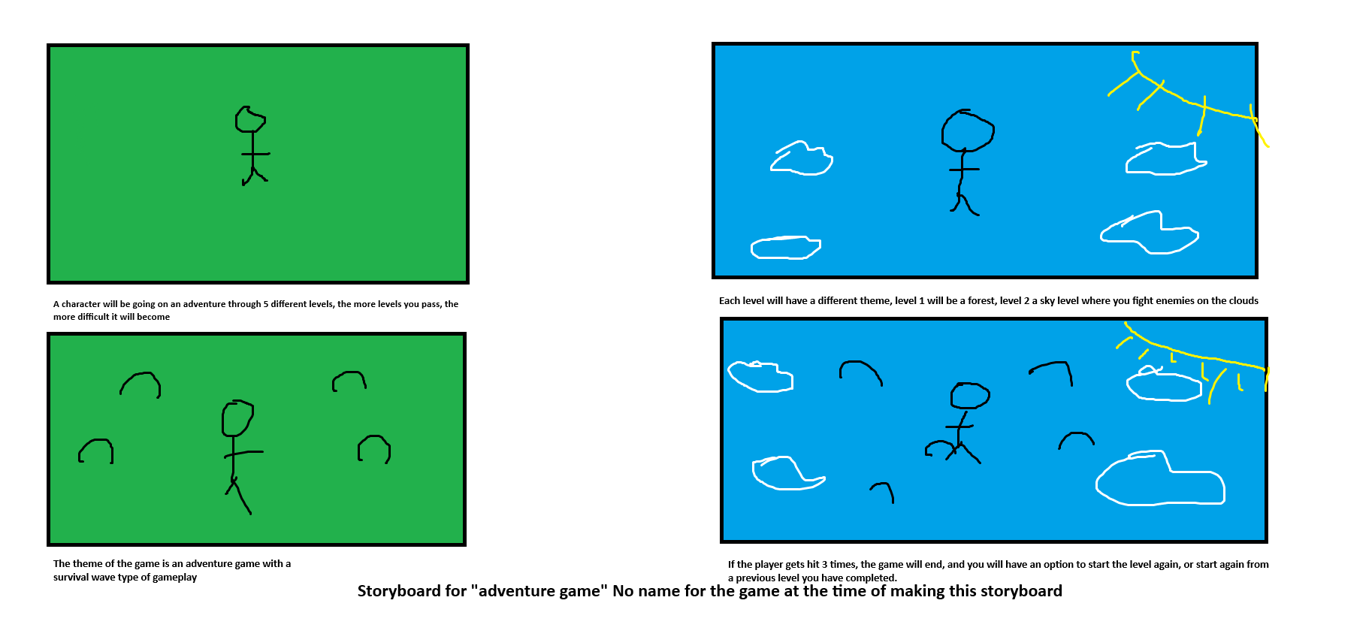 A character will be going on an adventure through 5 different levels, the more levels you pass, the
more difficult it will become
Each level will have a different theme, level 1 will be a forest, level 2 a sky level where you fight enemies on the clouds
The theme of the game is an adventure game with a
survival wave type of gameplay
If the player gets hit 3 times, the game will end, and you will have an option to start the level again, or start again from
a previous level you have completed.
Storyboard for "adventure game" No name for the game at the time of making this storyboard